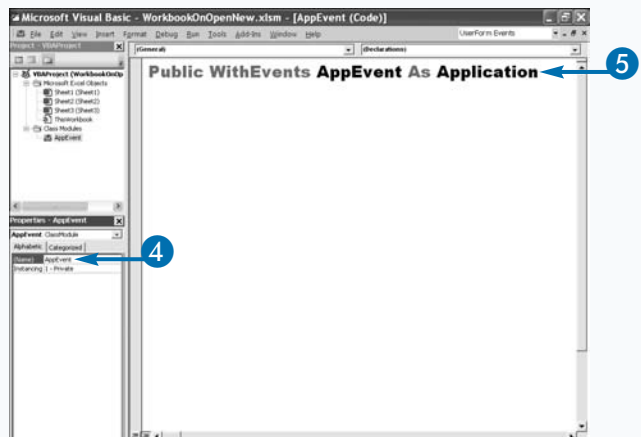 Microsoft Visual Basic - WorkbookOnOpenNew.xlsm - [AppEvent (Code)]
File Edit View Insert Format Debug Run Tools Add-Ins Window Help UserForm Events
Project - VBAProject
(General) (Declarations)
VBAProject (WorkbookOnOp
Microsoft Excel Objects
Sheet1 (Sheet1)
Sheet2 (Sheet2)
Sheet3 (Sheet3)
ThisWorkbook
Class Modules
AppEvent
Public WithEvents AppEvent As Application
5
Properties - AppEvent
AppEvent ClassModule
Alphabetic Categorized
(Name) AppEvent
4
Instancing 1 - Private